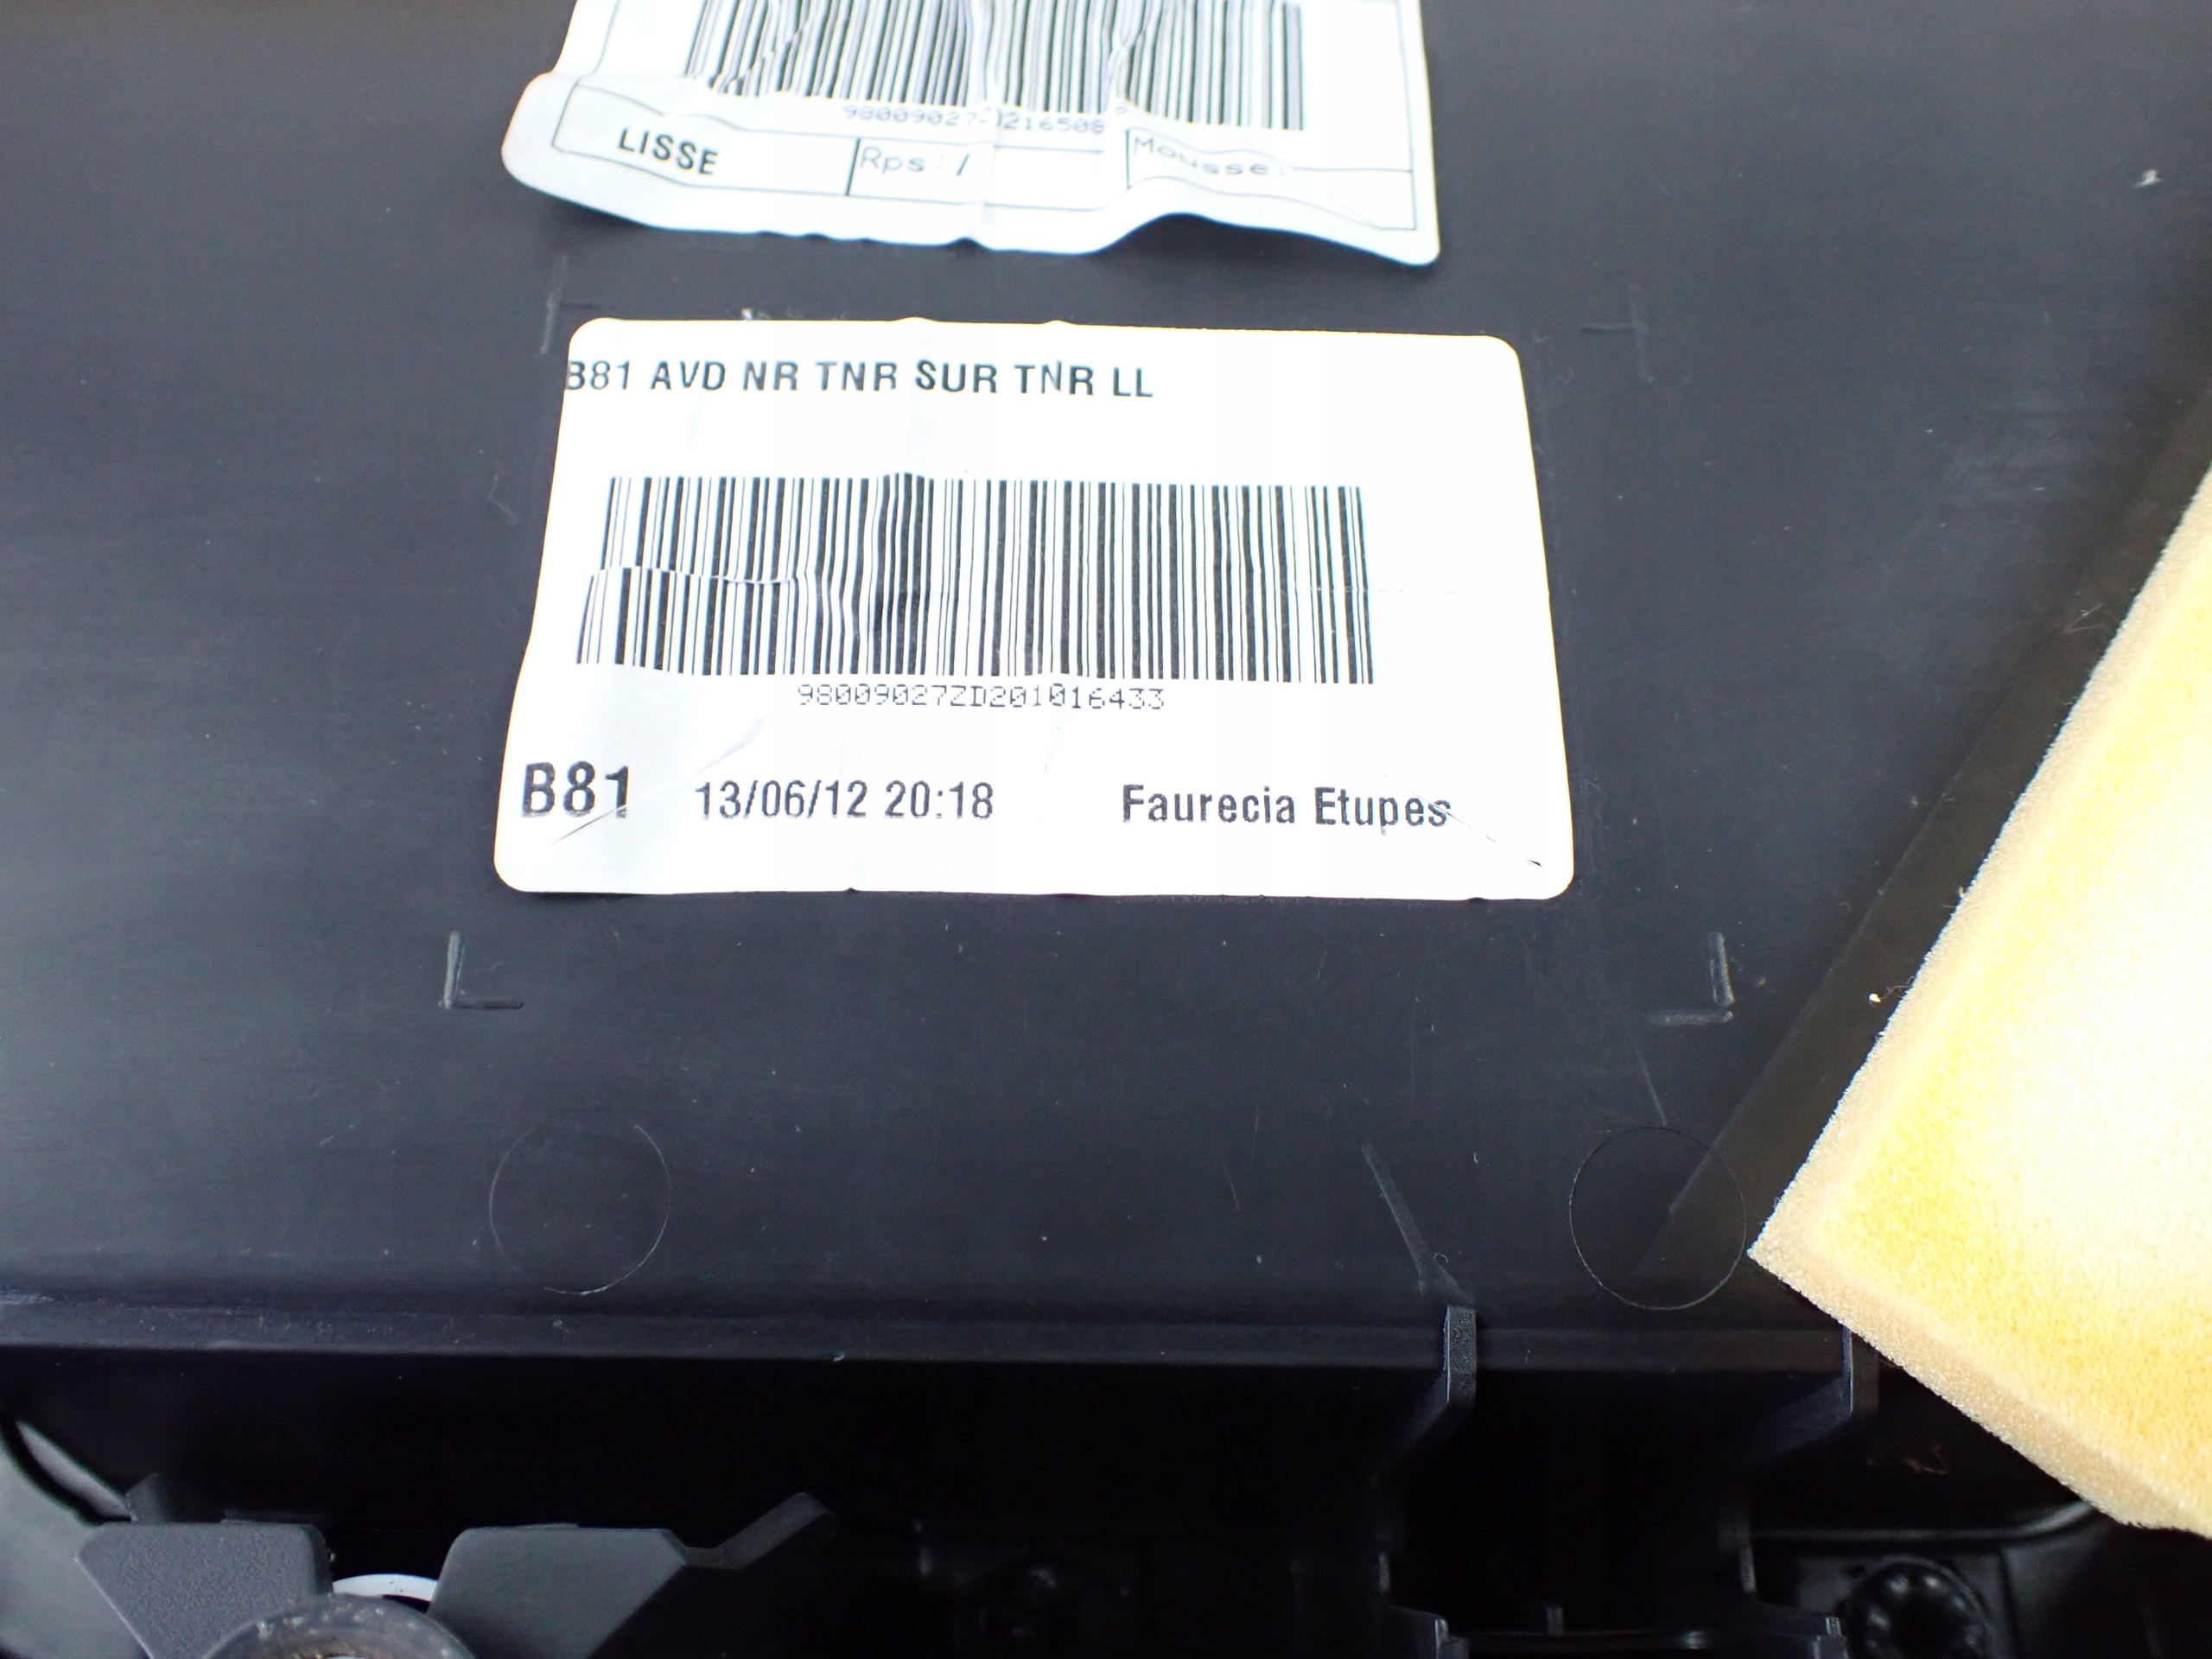 LISSE
Rps : /
Mousse:
B81 AVD NR TNR SUR TNR LL
98009027ZD201016433
B81
13/06/12 20:18
Faurecia Etupes